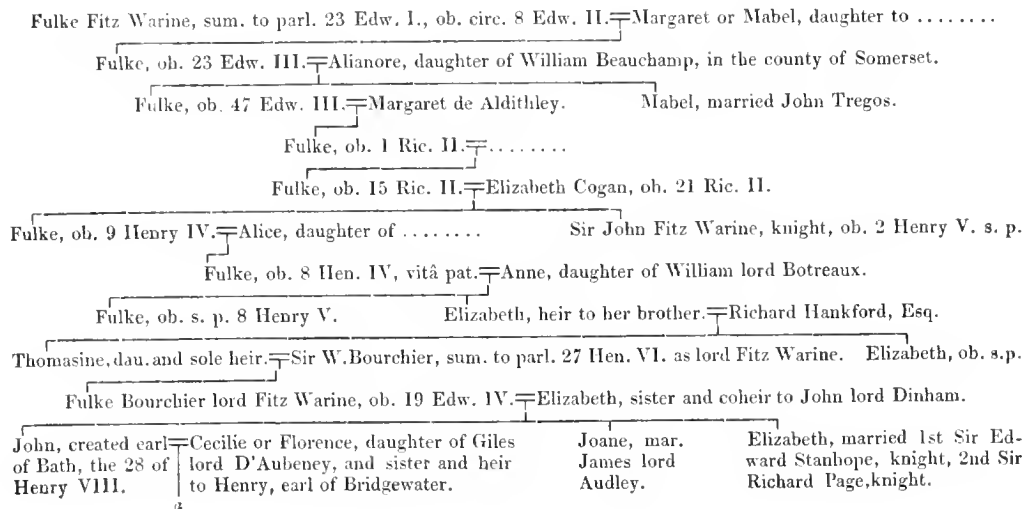 Fulke Fitz Warine, sum. to parl. 23 Edw. I., ob. circ. 8 Edw. II.=Margaret or Mabel, daughter to ........
Fulke, ob. 23 Edw. III.=Alianore, daughter of William Beauchamp, in the county of Somerset.
Fulke, ob. 47 Edw. III.=Margaret de Aldithley. Mabel, married John Tregos.
Fulke, ob. 1 Ric. II.=........
Fulke, ob. 15 Ric. II.=Elizabeth Cogan, ob. 21 Ric. II.
Fulke, ob. 9 Henry IV.=Alice, daughter of ........ Sir John Fitz Warine, knight, ob. 2 Henry V. s. p.
Fulke, ob. 8 Hen. IV, vitâ pat.=Anne, daughter of William lord Botreaux.
Fulke, ob. s. p. 8 Henry V. Elizabeth, heir to her brother.=Richard Hankford, Esq.
Thomasine, dau. and sole heir.=Sir W. Bourchier, sum. to parl. 27 Hen. VI. as lord Fitz Warine. Elizabeth, ob. s.p.
Fulke Bourchier lord Fitz Warine, ob. 19 Edw. IV.=Elizabeth, sister and coheir to John lord Dinham.
John, created earl=Cecilie or Florence, daughter of Giles Joane, mar. Elizabeth, married 1st Sir Ed-
of Bath, the 28 of lord D'Aubeney, and sister and heir James lord ward Stanhope, knight, 2nd Sir
Henry VIII. to Henry, earl of Bridgewater. Audley. Richard Page, knight.